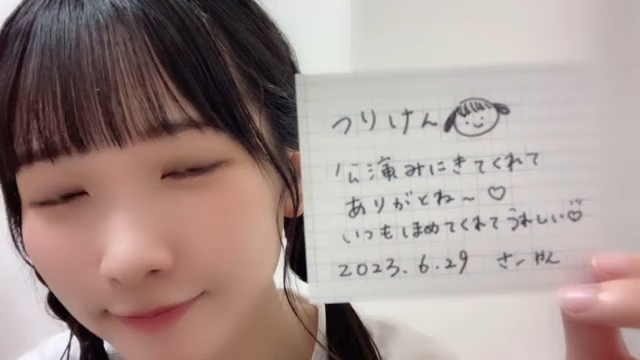 つりけん
公演みにきてくれて
ありがとね〜♡
いつもほめてくれてうれしい♡
2023.6.29 さーやん